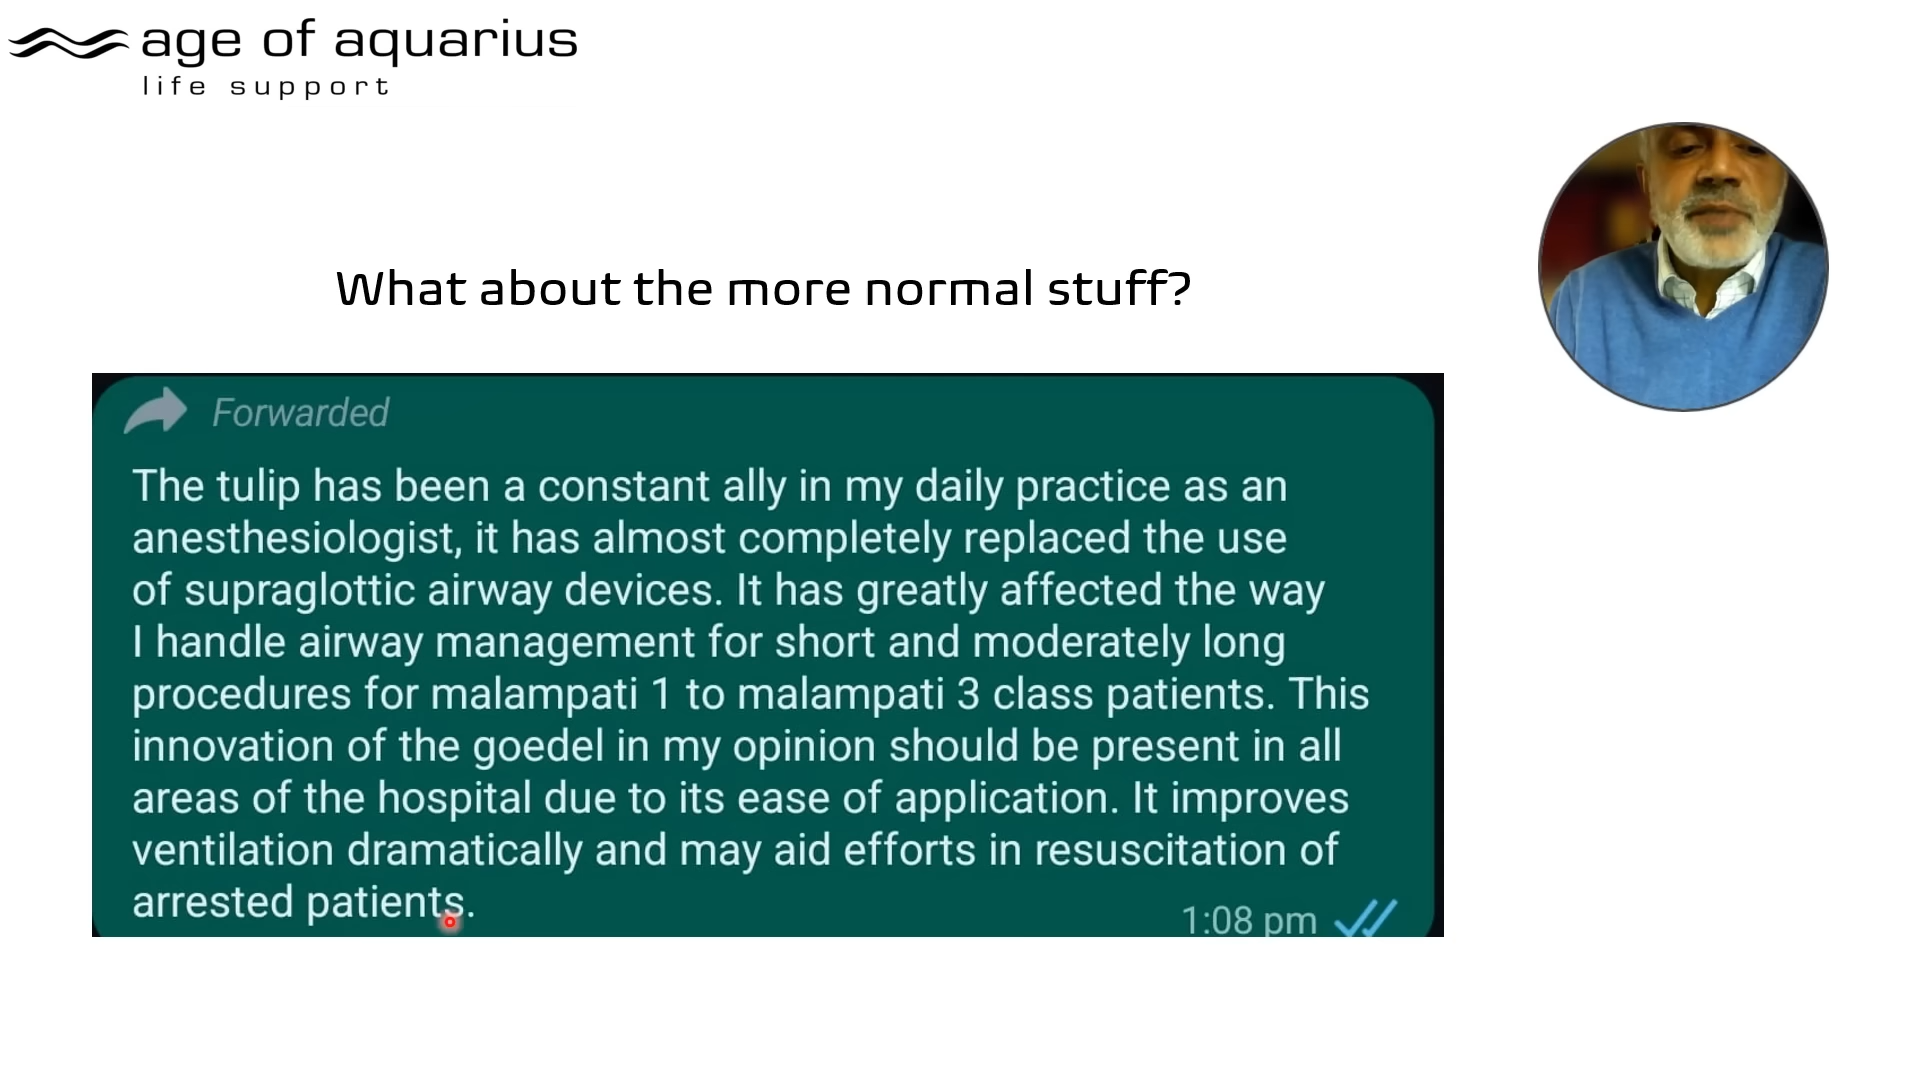 age of aquarius
life support
What about the more normal stuff?
Forwarded
The tulip has been a constant ally in my daily practice as an
anesthesiologist, it has almost completely replaced the use
of supraglottic airway devices. It has greatly affected the way
I handle airway management for short and moderately long
procedures for malampati 1 to malampati 3 class patients. This
innovation of the goedel in my opinion should be present in all
areas of the hospital due to its ease of application. It improves
ventilation dramatically and may aid efforts in resuscitation of
arrested patients.
1:08 pm